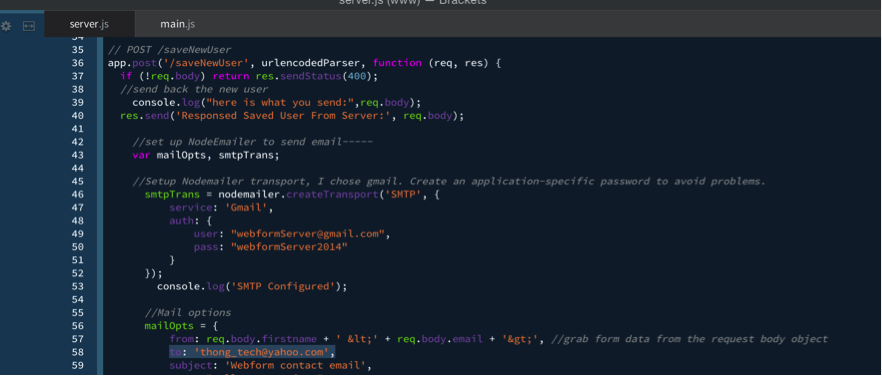 server.js (www) — Brackets
server.js main.js
34
35 // POST /saveNewUser
36 app.post('/saveNewUser', urlencodedParser, function (req, res) {
37 if (!req.body) return res.sendStatus(400);
38 //send back the new user
39 console.log("here is what you send:",req.body);
40 res.send('Responsed Saved User From Server:', req.body);
41
42 //set up NodeEmailer to send email-----
43 var mailOpts, smtpTrans;
44
45 //Setup Nodemailer transport, I chose gmail. Create an application-specific password to avoid problems.
46 smtpTrans = nodemailer.createTransport('SMTP', {
47 service: 'Gmail',
48 auth: {
49 user: "webformServer@gmail.com",
50 pass: "webformServer2014"
51 }
52 });
53 console.log('SMTP Configured');
54
55 //Mail options
56 mailOpts = {
57 from: req.body.firstname + ' &lt;' + req.body.email + '&gt;', //grab form data from the request body object
58 to: 'thong_tech@yahoo.com',
59 subject: 'Webform contact email',